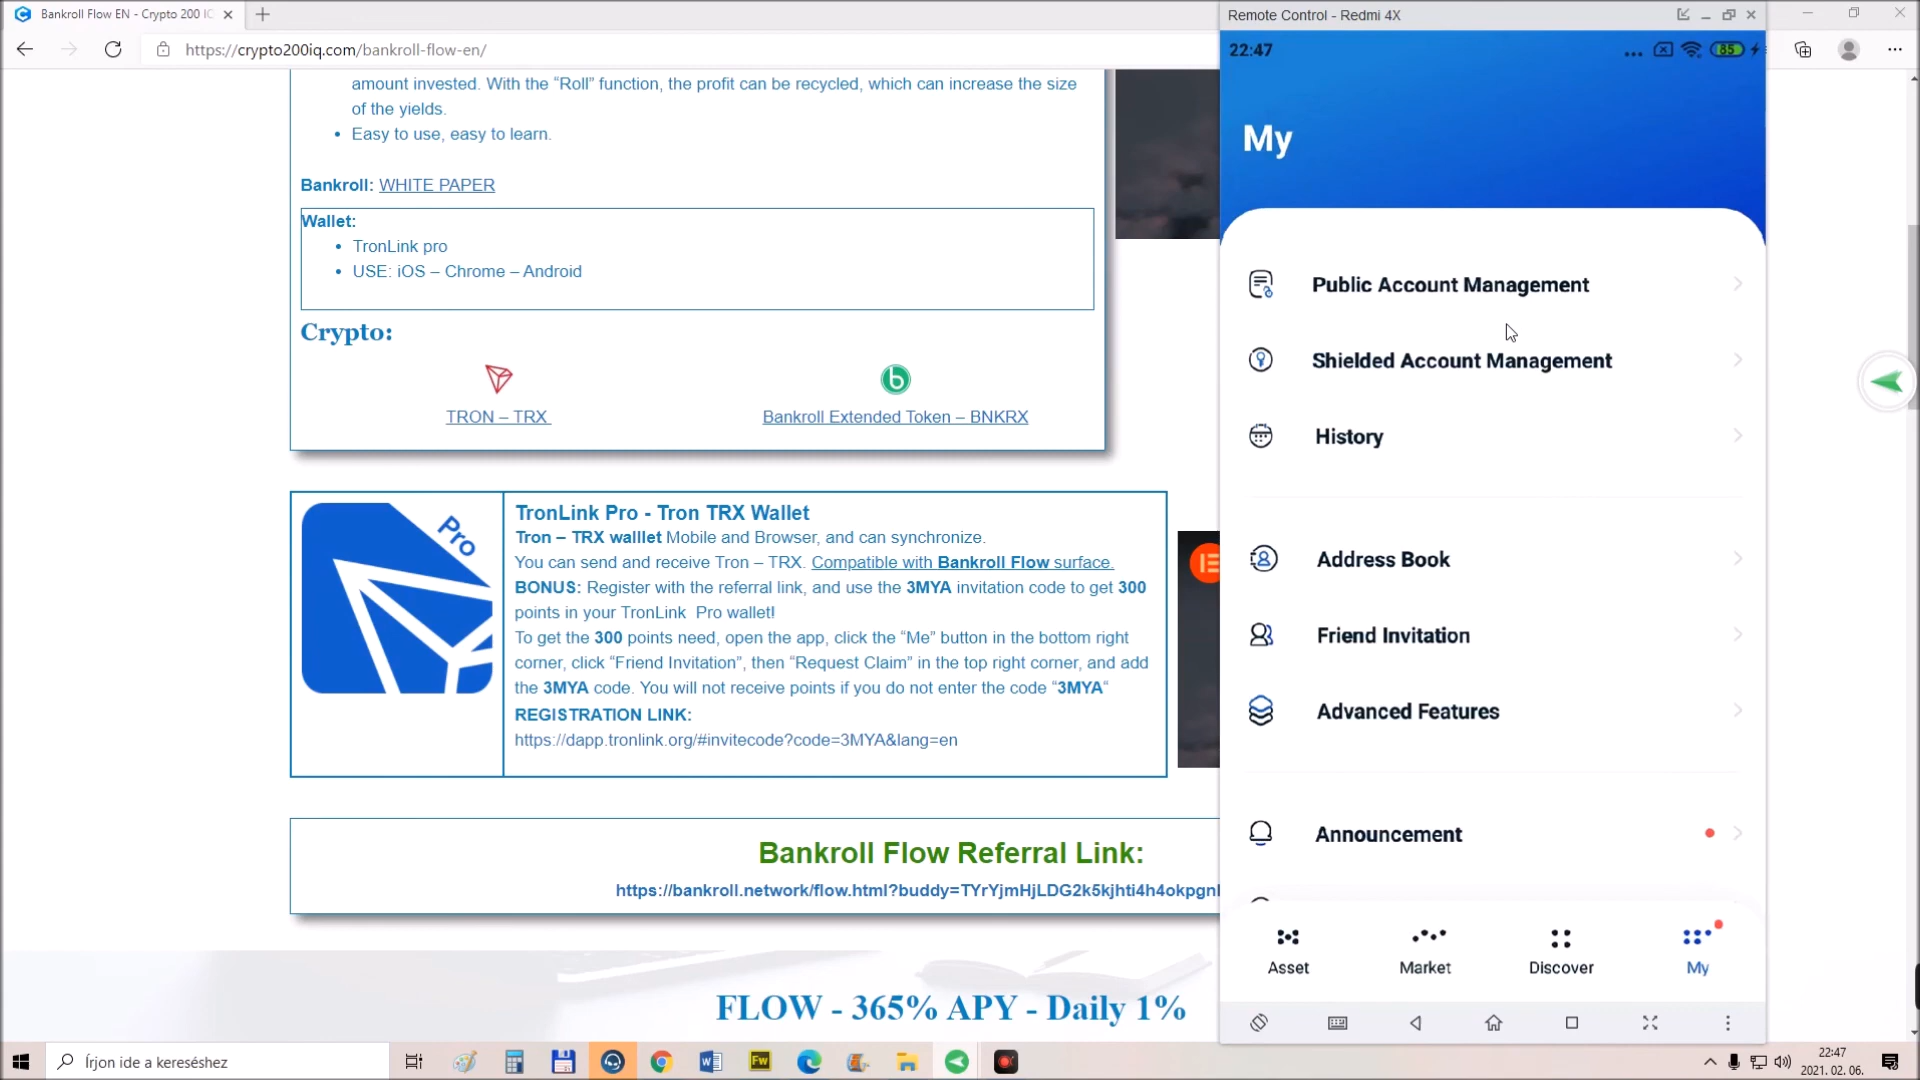 Bankroll Flow EN - Crypto 200 IQ
https://crypto200iq.com/bankroll-flow-en/
amount invested. With the “Roll” function, the profit can be recycled, which can increase the size
of the yields.
Easy to use, easy to learn.
Bankroll: WHITE PAPER
Wallet:
TronLink pro
USE: iOS – Chrome – Android
Crypto:
TRON – TRX
Bankroll Extended Token – BNKRX
Pro
TronLink Pro - Tron TRX Wallet
Tron – TRX walllet Mobile and Browser, and can synchronize.
You can send and receive Tron – TRX. Compatible with Bankroll Flow surface.
BONUS: Register with the referral link, and use the 3MYA invitation code to get 300
points in your TronLink Pro wallet!
To get the 300 points need, open the app, click the “Me” button in the bottom right
corner, click “Friend Invitation”, then “Request Claim” in the top right corner, and add
the 3MYA code. You will not receive points if you do not enter the code “3MYA“
REGISTRATION LINK:
https://dapp.tronlink.org/#invitecode?code=3MYA&lang=en
Bankroll Flow Referral Link:
https://bankroll.network/flow.html?buddy=TYrYjmHjLDG2k5kjhti4h4okpgn
FLOW - 365% APY - Daily 1%
Remote Control - Redmi 4X
22:47
85
My
Public Account Management
Shielded Account Management
History
Address Book
Friend Invitation
Advanced Features
Announcement
Asset
Market
Discover
My
Írjon ide a kereséshez
Fw
22:47
2021. 02. 06.